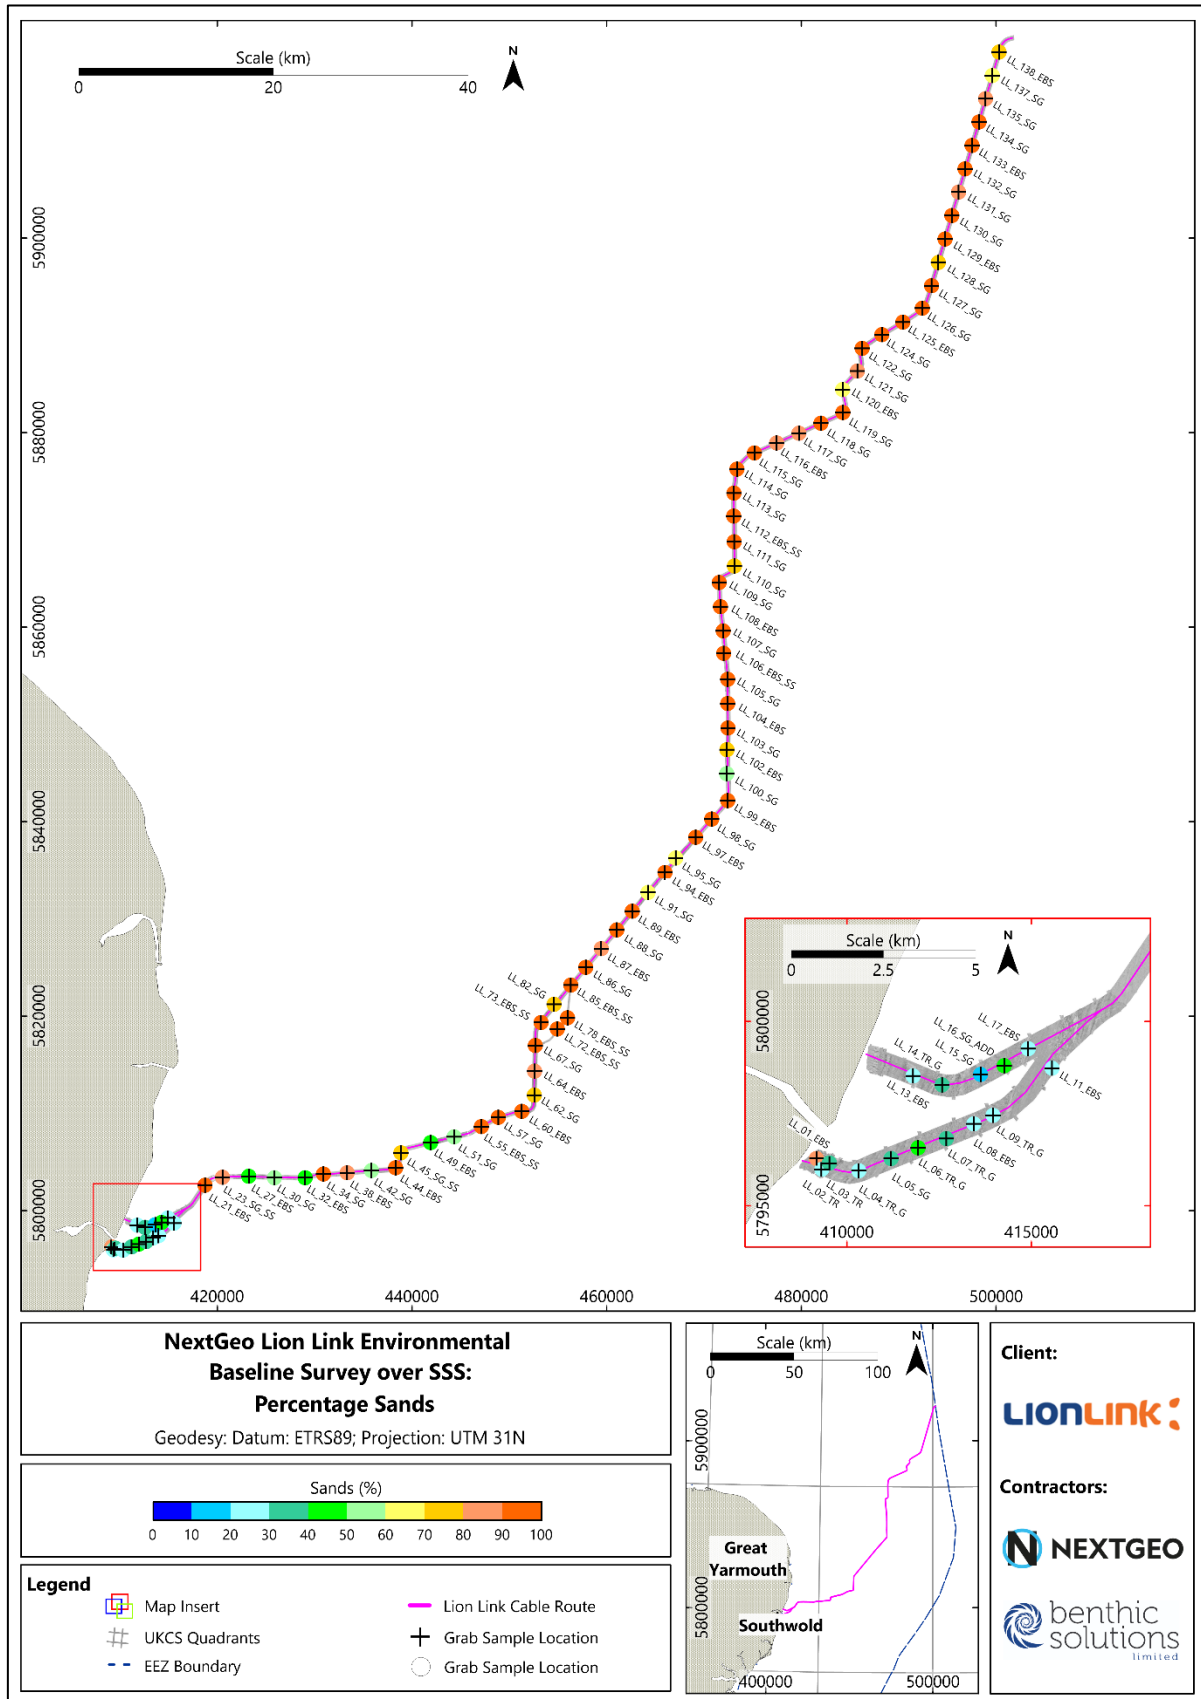 Scale (km)
0 20 40
N
LL_138_EBS
LL_137_SG
LL_135_SG
LL_134_SG
LL_133_EBS
LL_132_SG
LL_131_SG
LL_130_SG
LL_129_EBS
LL_128_SG
LL_127_SG
LL_126_SG
LL_125_EBS
LL_124_SG
LL_122_SG
LL_121_SG
LL_120_EBS
LL_119_SG
LL_118_SG
LL_117_SG
LL_116_EBS
LL_115_SG
LL_114_SG
LL_113_SG
LL_112_EBS_SS
LL_111_SG
LL_110_SG
LL_109_SG
LL_108_EBS
LL_107_SG
LL_106_EBS_SS
LL_105_SG
LL_104_EBS
LL_103_SG
LL_102_EBS
LL_100_SG
LL_99_EBS
LL_98_SG
LL_97_EBS
LL_95_SG
LL_94_EBS
LL_91_SG
LL_89_EBS
LL_88_SG
LL_87_EBS
LL_86_SG
LL_85_EBS_SS
LL_82_SG
LL_73_EBS_SS
LL_78_EBS_SS
LL_72_EBS_SS
LL_67_SG
LL_64_EBS
LL_62_SG
LL_60_EBS
LL_57_SG
LL_55_EBS_SS
LL_51_SG
LL_49_EBS
LL_45_SG_SS
LL_44_EBS
LL_42_SG
LL_38_EBS
LL_34_SG
LL_32_EBS
LL_30_SG
LL_27_EBS
LL_23_SG_SS
LL_21_EBS
5900000
5880000
5860000
5840000
5820000
5800000
420000 440000 460000 480000 500000
Scale (km)
0 2.5 5
N
5800000
5795000
LL_17_EBS
LL_16_SG_ADD
LL_15_SG
LL_14_TR_G
LL_13_EBS
LL_11_EBS
LL_01_EBS
LL_09_TR_G
LL_08_EBS
LL_07_TR_G
LL_06_TR_G
LL_05_SG
LL_04_TR_G
LL_03_TR
LL_02_TR
410000 415000
NextGeo Lion Link Environmental
Baseline Survey over SSS:
Percentage Sands
Geodesy: Datum: ETRS89; Projection: UTM 31N
Sands (%)
0 10 20 30 40 50 60 70 80 90 100
Legend
Map Insert
UKCS Quadrants
EEZ Boundary
Lion Link Cable Route
Grab Sample Location
Grab Sample Location
Scale (km)
0 50 100
N
5900000
5800000
Great
Yarmouth
Southwold
400000 500000
Client:
LIONLINK
Contractors:
N NEXTGEO
benthic
solutions
limited